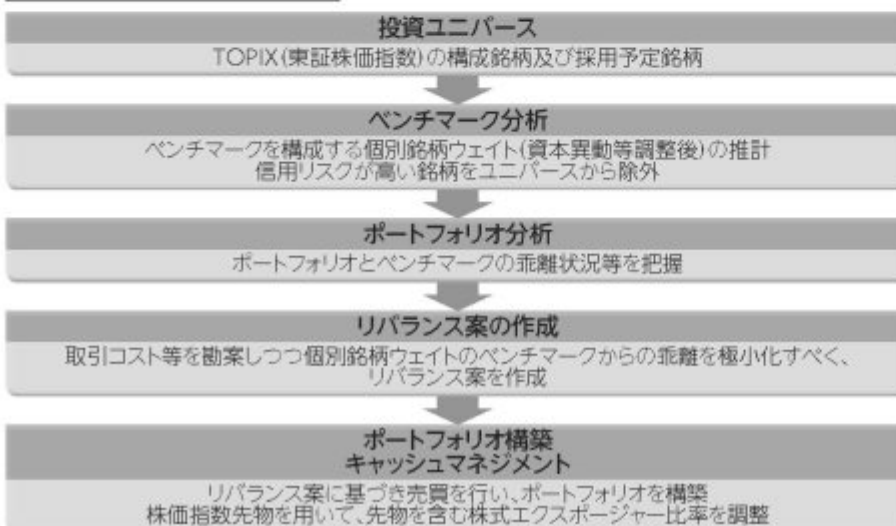 投資ユニバース
TOPIX(東証株価指数)の構成銘柄及び採用予定銘柄
ベンチマーク分析
ベンチマークを構成する個別銘柄ウェイト(資本異動等調整後)の推計
信用リスクが高い銘柄をユニバースから除外
ポートフォリオ分析
ポートフォリオとベンチマークの乖離状況等を把握
リバランス案の作成
取引コスト等を勘案しつつ個別銘柄ウェイトのベンチマークからの乖離を極小化すべく、
リバランス案を作成
ポートフォリオ構築
キャッシュマネジメント
リバランス案に基づき売買を行い、ポートフォリオを構築
株価指数先物を用いて、先物を含む株式エクスポージャー比率を調整